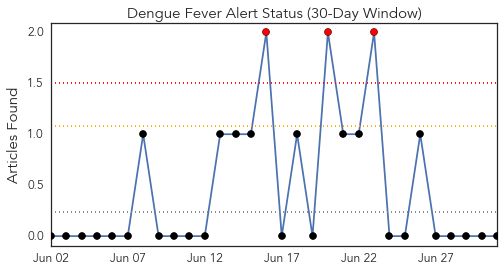 Dengue Fever Alert Status (30-Day Window)
Articles Found
2.0
1.5
1.0
0.5
0.0
Jun 02 Jun 07 Jun 12 Jun 17 Jun 22 Jun 27